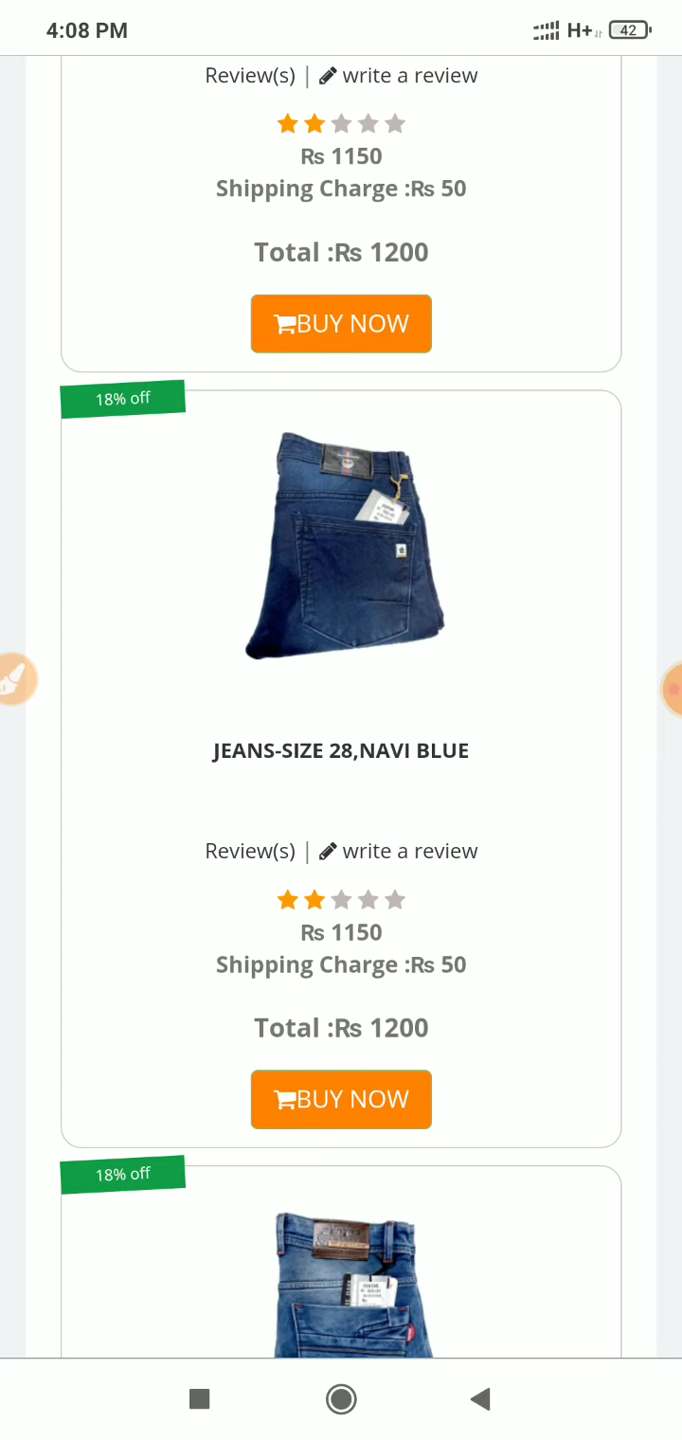 4:08 PM
H+
42
Review(s) | write a review
₨ 1150
Shipping Charge :₨ 50
Total :₨ 1200
BUY NOW
18% off
JEANS-SIZE 28,NAVI BLUE
Review(s) | write a review
₨ 1150
Shipping Charge :₨ 50
Total :₨ 1200
BUY NOW
18% off